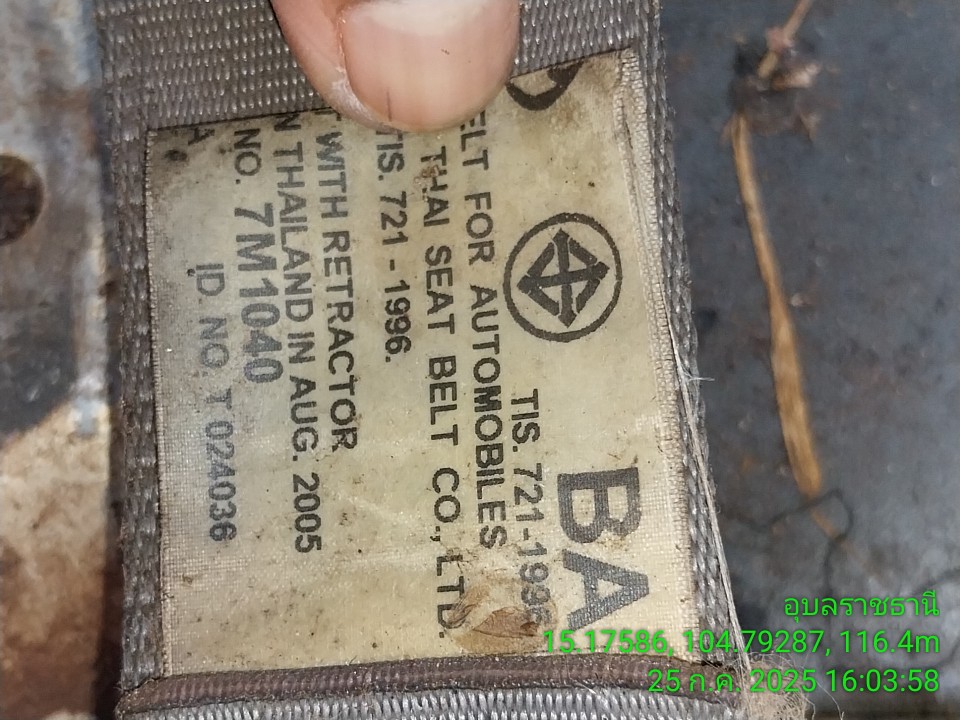 BA
TIS. 721-1996
ELT FOR AUTOMOBILES
THAI SEAT BELT CO., LTD.
TIS. 721 - 1996.
T WITH RETRACTOR
N THAILAND IN AUG. 2005
A
NO. 7M1040
ID. NO. T 024036
อุบลราชธานี
15.17586, 104.79287, 116.4m
25 ก.ค. 2025 16:03:58